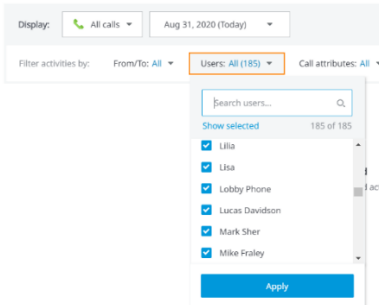 Display: All calls Aug 31, 2020 (Today)
Filter activities by: From/To: All Users: All (185) Call attributes: All
Search users...
Show selected 185 of 185
Lilia
Lisa
Lobby Phone
Lucas Davidson
Mark Sher
Mike Fraley
Apply